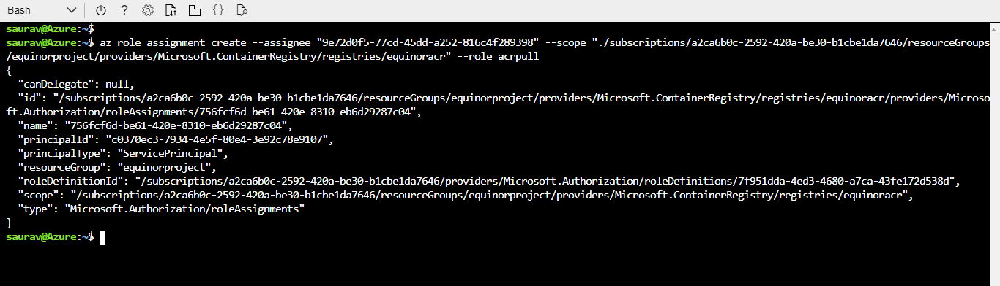 Bash
saurav@Azure:~$
saurav@Azure:~$ az role assignment create --assignee "9e72d0f5-77cd-45dd-a252-816c4f289398" --scope "./subscriptions/a2ca6b0c-2592-420a-be30-b1cbe1da7646/resourceGroups
/equinorproject/providers/Microsoft.ContainerRegistry/registries/equinoracr" --role acrpull
{
  "canDelegate": null,
  "id": "/subscriptions/a2ca6b0c-2592-420a-be30-b1cbe1da7646/resourceGroups/equinorproject/providers/Microsoft.ContainerRegistry/registries/equinoracr/providers/Microso
ft.Authorization/roleAssignments/756fcf6d-be61-420e-8310-eb6d29287c04",
  "name": "756fcf6d-be61-420e-8310-eb6d29287c04",
  "principalId": "c0370ec3-7934-4e5f-80e4-3e92c78e9107",
  "principalType": "ServicePrincipal",
  "resourceGroup": "equinorproject",
  "roleDefinitionId": "/subscriptions/a2ca6b0c-2592-420a-be30-b1cbe1da7646/providers/Microsoft.Authorization/roleDefinitions/7f951dda-4ed3-4680-a7ca-43fe172d538d",
  "scope": "/subscriptions/a2ca6b0c-2592-420a-be30-b1cbe1da7646/resourceGroups/equinorproject/providers/Microsoft.ContainerRegistry/registries/equinoracr",
  "type": "Microsoft.Authorization/roleAssignments"
}
saurav@Azure:~$